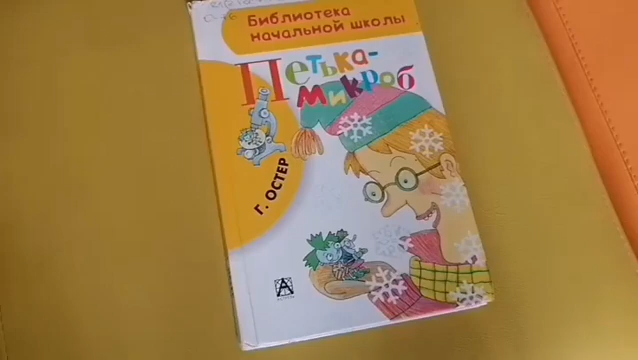 Библиотека
начальной школы
Петька-
микроб
Г. ОСТЕР